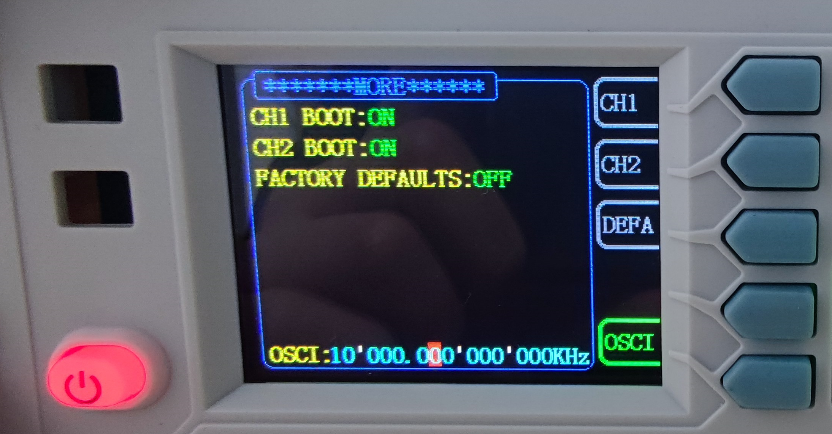 *******MORE******
CH1 BOOT:ON
CH2 BOOT:ON
FACTORY DEFAULTS:OFF
OSCI:10'000.000'000'000KHz
CH1
CH2
DEFA
OSCI